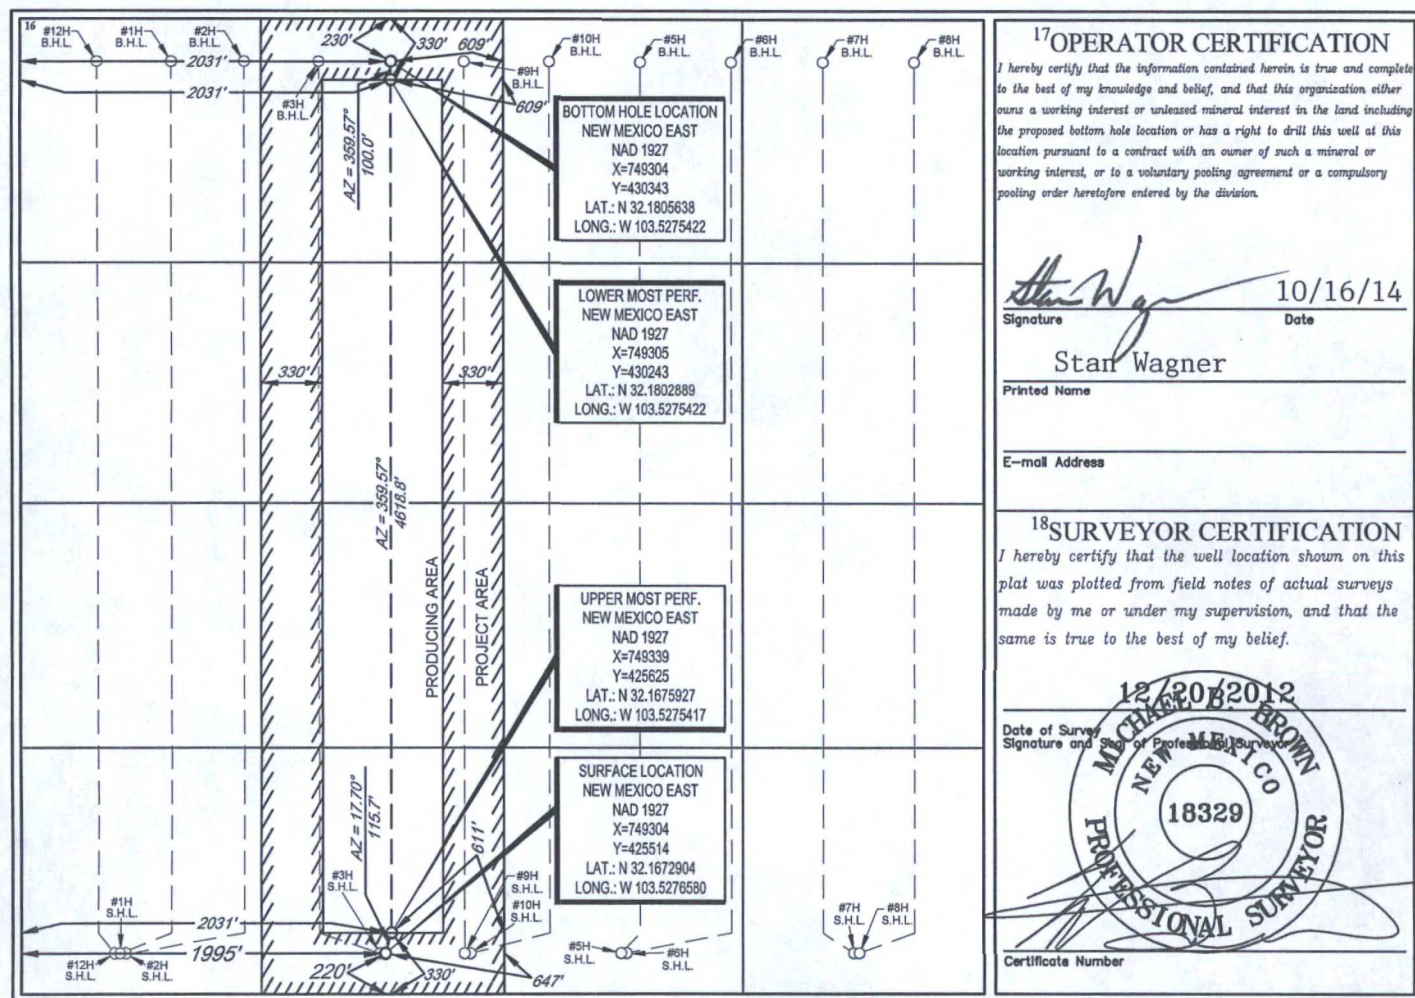 16
#12H
B.H.L.
#1H
B.H.L.
#2H
B.H.L.
230'
330'
609'
#10H
B.H.L.
#5H
B.H.L.
#6H
B.H.L.
#7H
B.H.L.
#8H
B.H.L.
2031'
2031'
#3H
B.H.L.
#9H
B.H.L.
609'
AZ = 359.57°
100.0'
BOTTOM HOLE LOCATION
NEW MEXICO EAST
NAD 1927
X=749304
Y=430343
LAT.: N 32.1805638
LONG.: W 103.5275422
LOWER MOST PERF.
NEW MEXICO EAST
NAD 1927
X=749305
Y=430243
LAT.: N 32.1802889
LONG.: W 103.5275422
330'
330'
AZ = 359.57°
4618.8'
PRODUCING AREA
PROJECT AREA
UPPER MOST PERF.
NEW MEXICO EAST
NAD 1927
X=749339
Y=425625
LAT.: N 32.1675927
LONG.: W 103.5275417
SURFACE LOCATION
NEW MEXICO EAST
NAD 1927
X=749304
Y=425514
LAT.: N 32.1672904
LONG.: W 103.5276580
AZ = 17.70°
115.7'
611'
#3H
S.H.L.
#9H
S.H.L.
#10H
S.H.L.
#1H
S.H.L.
2031'
1995'
#12H
S.H.L.
#2H
S.H.L.
220'
330'
647'
#5H
S.H.L.
#6H
S.H.L.
#7H
S.H.L.
#8H
S.H.L.
17 OPERATOR CERTIFICATION
I hereby certify that the information contained herein is true and complete
to the best of my knowledge and belief, and that this organization either
owns a working interest or unleased mineral interest in the land including
the proposed bottom hole location or has a right to drill this well at this
location pursuant to a contract with an owner of such a mineral or
working interest, or to a voluntary pooling agreement or a compulsory
pooling order heretofore entered by the division.
Stan Wagner
10/16/14
Signature
Date
Stan Wagner
Printed Name
E-mail Address
18 SURVEYOR CERTIFICATION
I hereby certify that the well location shown on this
plat was plotted from field notes of actual surveys
made by me or under my supervision, and that the
same is true to the best of my belief.
12/20/2012
Date of Survey
Signature and Seal of Professional Surveyor
MICHAEL B. BROWN
NEW MEXICO
18329
PROFESSIONAL SURVEYOR
Certificate Number